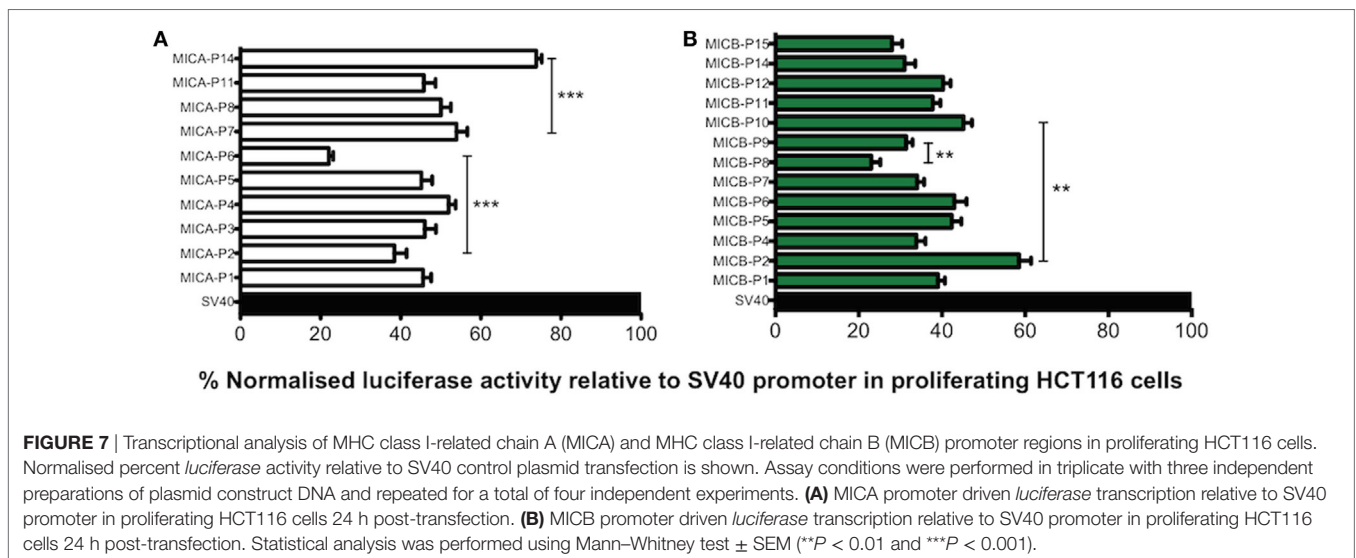 A
MICA-P14
MICA-P11
MICA-P8
MICA-P7
MICA-P6
MICA-P5
MICA-P4
MICA-P3
MICA-P2
MICA-P1
SV40
***
***
0 20 40 60 80 100
B
MICB-P15
MICB-P14
MICB-P12
MICB-P11
MICB-P10
MICB-P9
MICB-P8
MICB-P7
MICB-P6
MICB-P5
MICB-P4
MICB-P2
MICB-P1
SV40
**
**
0 20 40 60 80 100
% Normalised luciferase activity relative to SV40 promoter in proliferating HCT116 cells
FIGURE 7 | Transcriptional analysis of MHC class I-related chain A (MICA) and MHC class I-related chain B (MICB) promoter regions in proliferating HCT116 cells.
Normalised percent luciferase activity relative to SV40 control plasmid transfection is shown. Assay conditions were performed in triplicate with three independent
preparations of plasmid construct DNA and repeated for a total of four independent experiments. (A) MICA promoter driven luciferase transcription relative to SV40
promoter in proliferating HCT116 cells 24 h post-transfection. (B) MICB promoter driven luciferase transcription relative to SV40 promoter in proliferating HCT116
cells 24 h post-transfection. Statistical analysis was performed using Mann–Whitney test ± SEM (**P < 0.01 and ***P < 0.001).